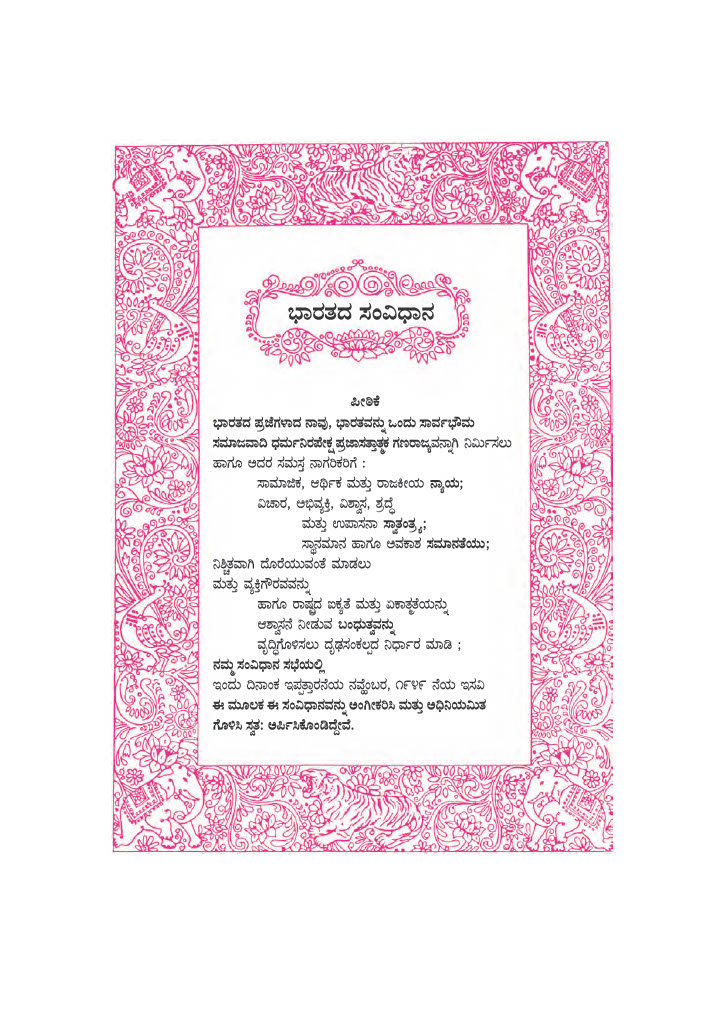 ಭಾರತದ ಸಂವಿಧಾನ
ಪೀಠಿಕೆ
ಭಾರತದ ಪ್ರಜೆಗಳಾದ ನಾವು, ಭಾರತವನ್ನು ಒಂದು ಸಾರ್ವಭೌಮ
ಸಮಾಜವಾದಿ ಧರ್ಮನಿರಪೇಕ್ಷ ಪ್ರಜಾಸತ್ತಾತ್ಮಕ ಗಣರಾಜ್ಯವನ್ನಾಗಿ ನಿರ್ಮಿಸಲು
ಹಾಗೂ ಅದರ ಸಮಸ್ತ ನಾಗರಿಕರಿಗೆ :
ಸಾಮಾಜಿಕ, ಆರ್ಥಿಕ ಮತ್ತು ರಾಜಕೀಯ ನ್ಯಾಯ;
ವಿಚಾರ, ಅಭಿವ್ಯಕ್ತಿ, ವಿಶ್ವಾಸ, ಶ್ರದ್ಧೆ
ಮತ್ತು ಉಪಾಸನಾ ಸ್ವಾತಂತ್ರ್ಯ;
ಸ್ಥಾನಮಾನ ಹಾಗೂ ಅವಕಾಶ ಸಮಾನತೆಯು;
ನಿಶ್ಚಿತವಾಗಿ ದೊರೆಯುವಂತೆ ಮಾಡಲು
ಮತ್ತು ವ್ಯಕ್ತಿಗೌರವವನ್ನು
ಹಾಗೂ ರಾಷ್ಟ್ರದ ಐಕ್ಯತೆ ಮತ್ತು ಏಕಾತ್ಮತೆಯನ್ನು
ಆಶ್ವಾಸನೆ ನೀಡುವ ಬಂಧುತ್ವವನ್ನು
ವೃದ್ಧಿಗೊಳಿಸಲು ದೃಢಸಂಕಲ್ಪದ ನಿರ್ಧಾರ ಮಾಡಿ ;
ನಮ್ಮ ಸಂವಿಧಾನ ಸಭೆಯಲ್ಲಿ
ಇಂದು ದಿನಾಂಕ ಇಪ್ಪತ್ತಾರನೆಯ ನವ್ಹೆಂಬರ, ೧೯೪೯ ನೆಯ ಇಸವಿ
ಈ ಮೂಲಕ ಈ ಸಂವಿಧಾನವನ್ನು ಅಂಗೀಕರಿಸಿ ಮತ್ತು ಅಧಿನಿಯಮಿತ
ಗೊಳಿಸಿ ಸ್ವತ: ಅರ್ಪಿಸಿಕೊಂಡಿದ್ದೇವೆ.